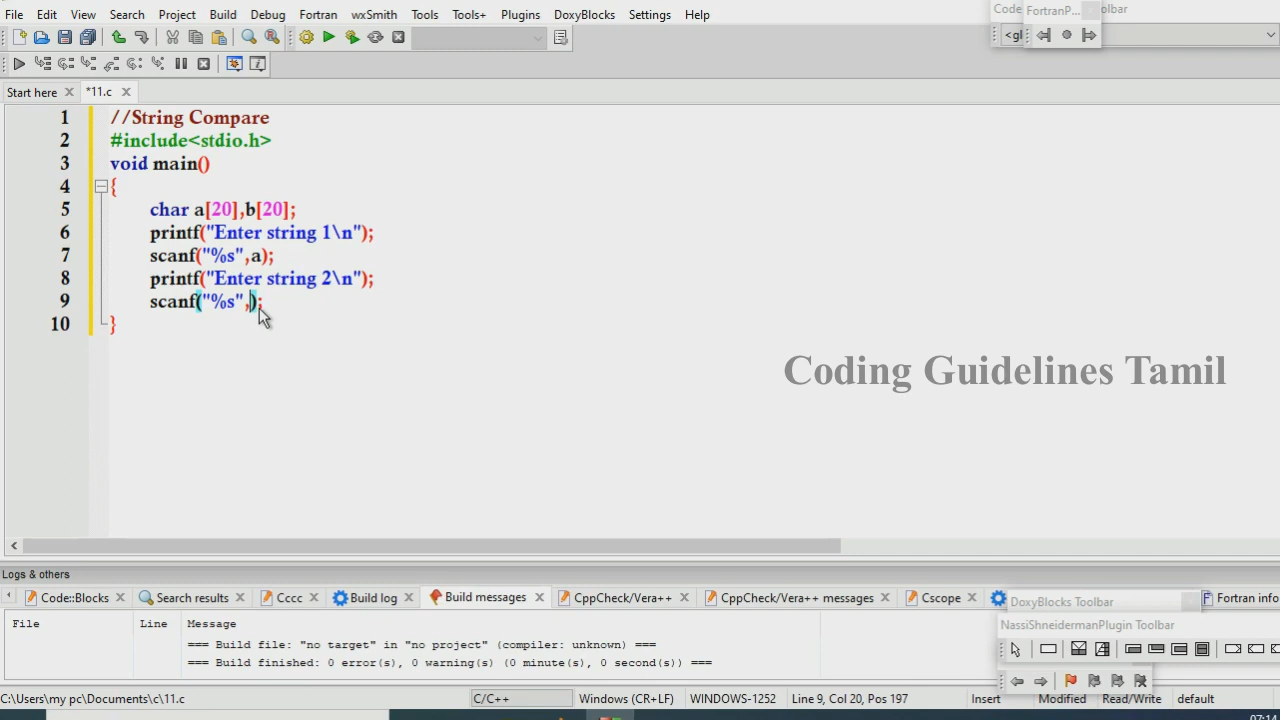 File Edit View Search Project Build Debug Fortran wxSmith Tools Tools+ Plugins DoxyBlocks Settings Help
Code FortranP... lbar
<gl
Start here *11.c
1 //String Compare
2 #include<stdio.h>
3 void main()
4 {
5 char a[20],b[20];
6 printf("Enter string 1\n");
7 scanf("%s",a);
8 printf("Enter string 2\n");
9 scanf("%s",);
10 }
Coding Guidelines Tamil
Logs & others
Code::Blocks Search results Cccc Build log Build messages CppCheck/Vera++ CppCheck/Vera++ messages Cscope DoxyBlocks Toolbar Fortran info
File Line Message
NassiShneidermanPlugin Toolbar
=== Build file: "no target" in "no project" (compiler: unknown) ===
=== Build finished: 0 error(s), 0 warning(s) (0 minute(s), 0 second(s)) ===
C:\Users\my pc\Documents\c\11.c C/C++ Windows (CR+LF) WINDOWS-1252 Line 9, Col 20, Pos 197 Insert Modified Read/Write default